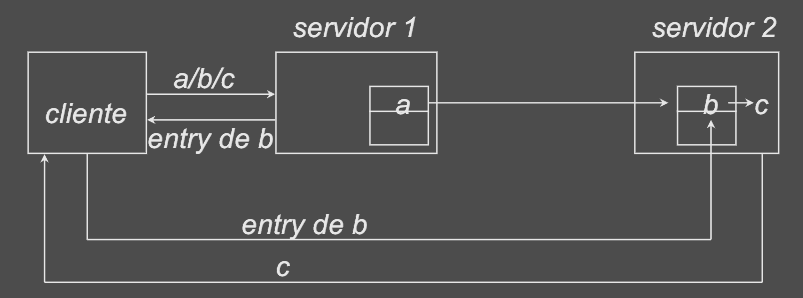 servidor 1
servidor 2
a/b/c
cliente
a
b
c
entry de b
entry de b
c